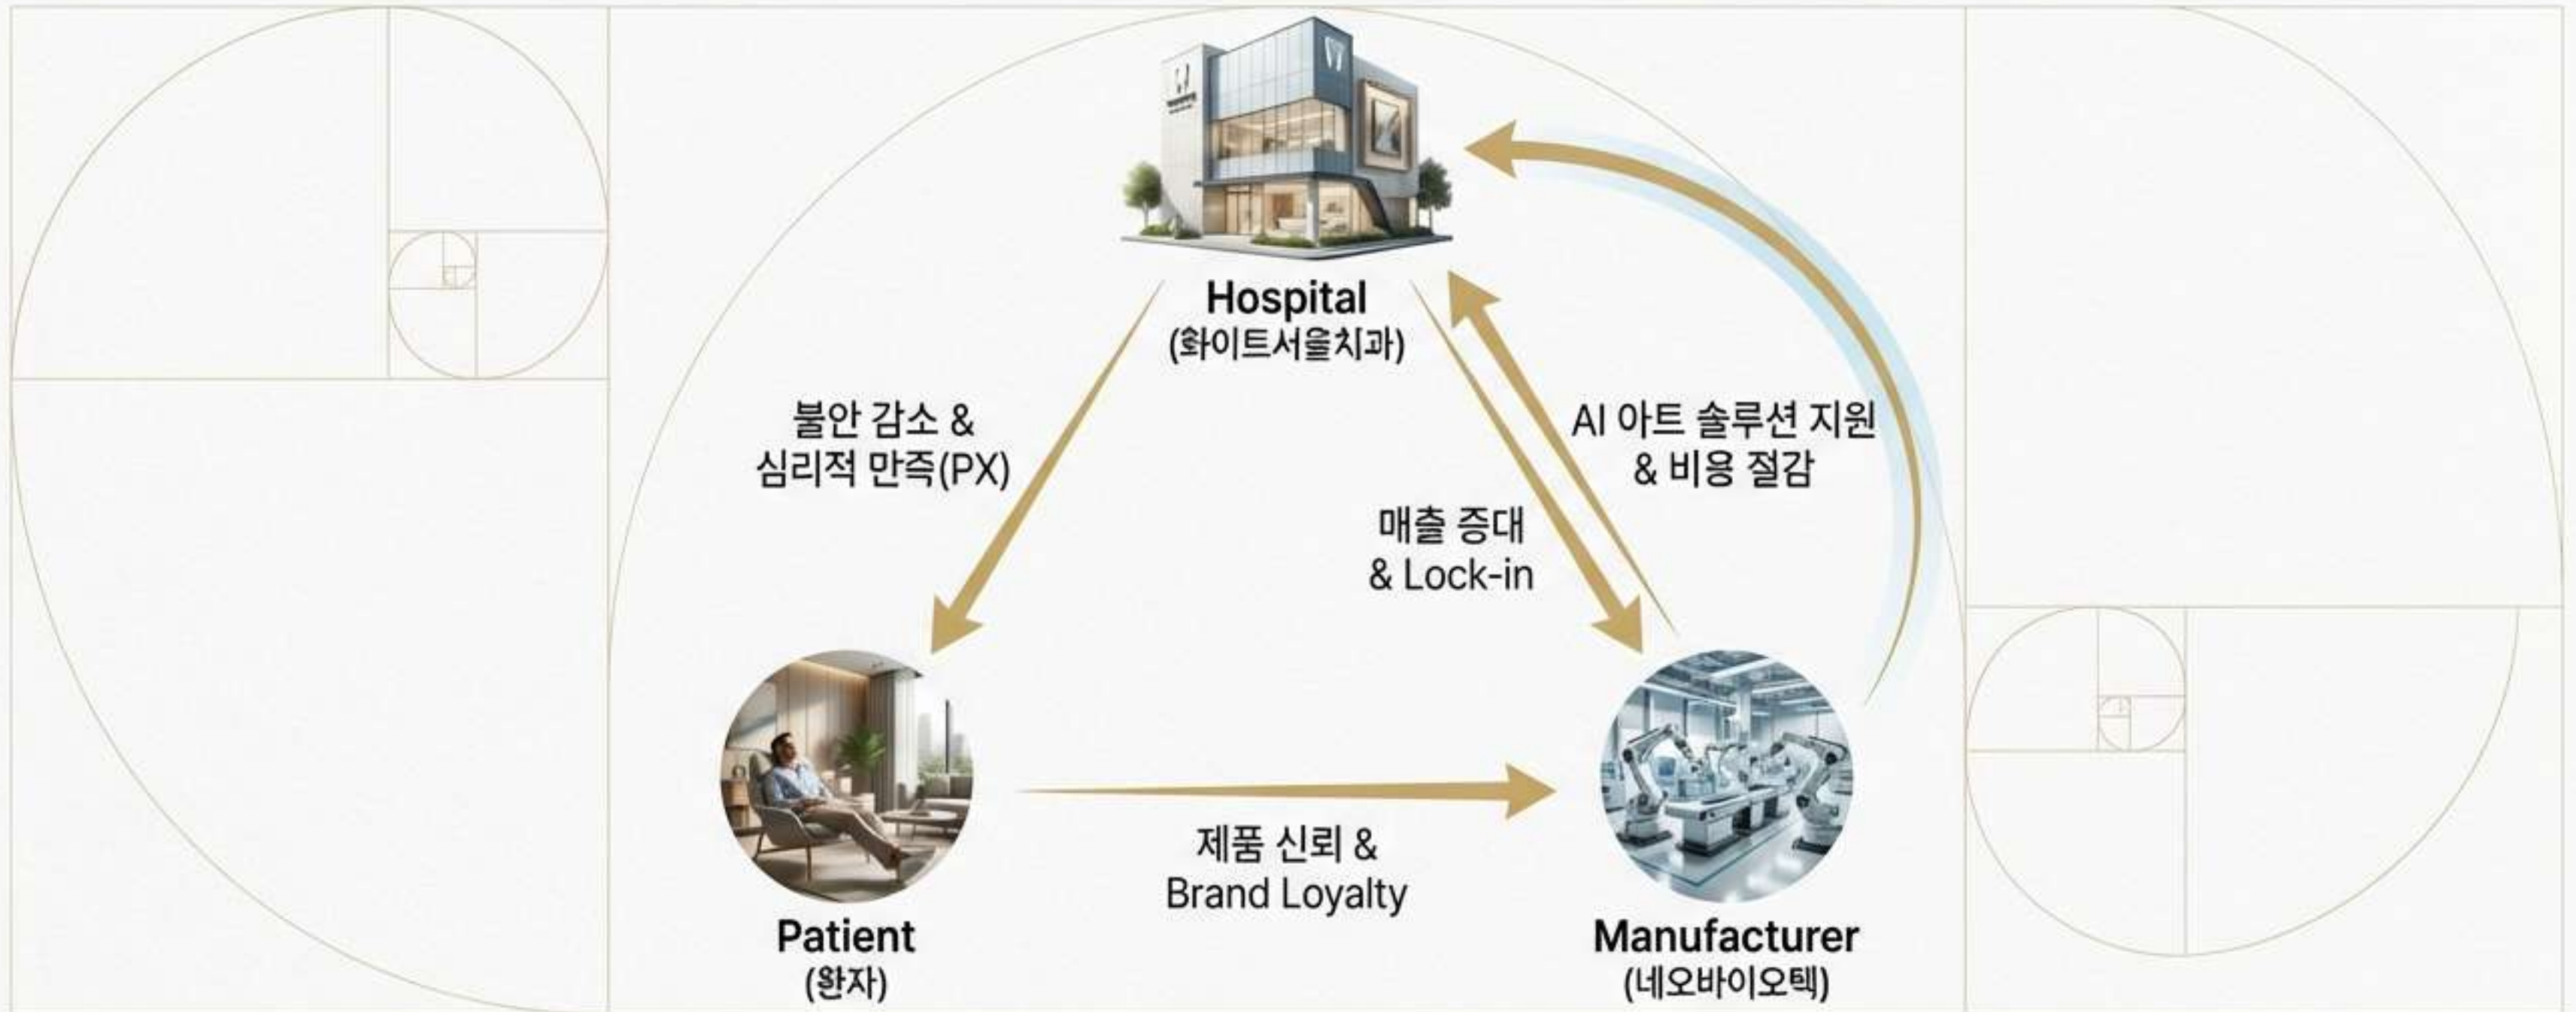 Hospital
(화이트서울치과)
불안 감소 &
심리적 만즉(PX)
AI 아트 솔루션 지원
& 비용 절감
매출 증대
& Lock-in
제품 신뢰 &
Brand Loyalty
Patient
(환자)
Manufacturer
(네오바이오텍)